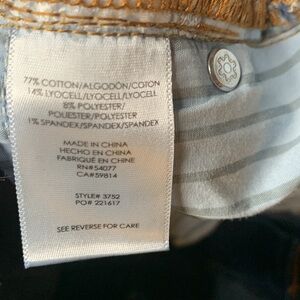 77% COTTON/ALGODÓN/COTON
14% LYOCELL/LYOCELL/LYOCELL
8% POLYESTER/
POLIESTER/POLYESTER
1% SPANDEX/SPANDEX/SPANDEX
MADE IN CHINA
HECHO EN CHINA
FABRIQUÉ EN CHINE
RN#54077
CA#59814
STYLE# 3752
PO# 221617
SEE REVERSE FOR CARE